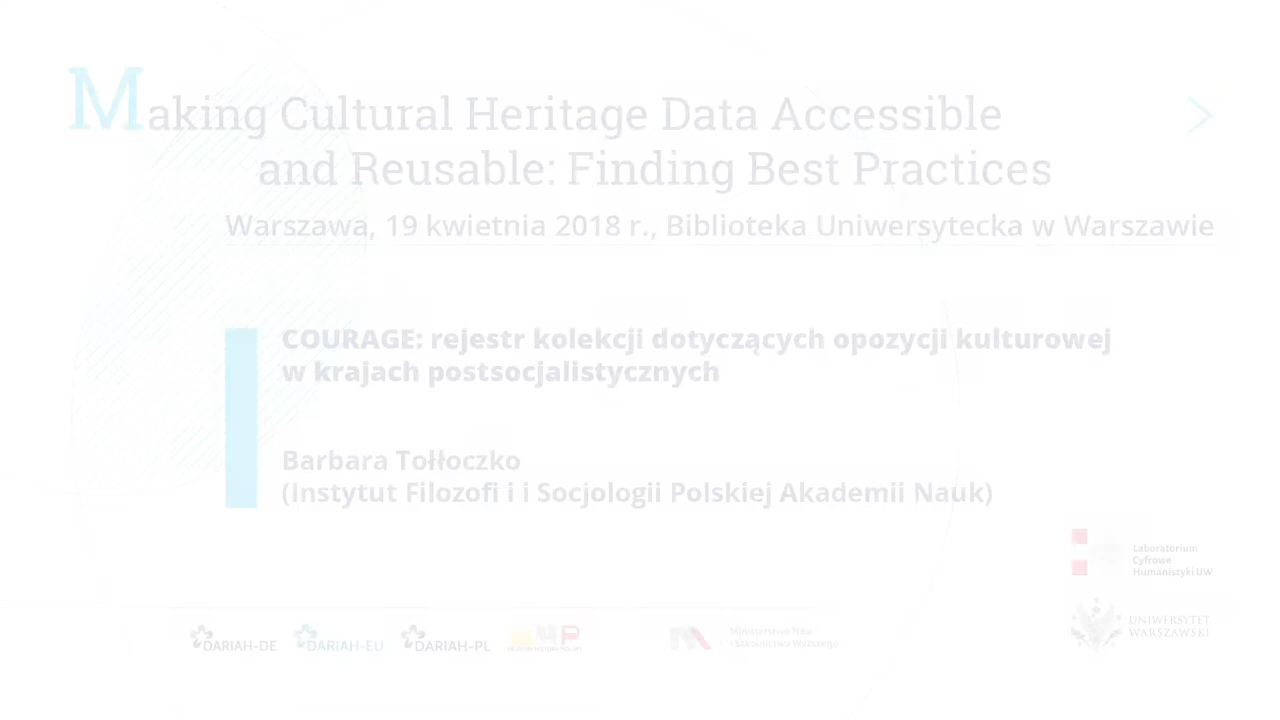 Making Cultural Heritage Data Accessible
and Reusable: Finding Best Practices
Warszawa, 19 kwietnia 2018 r., Biblioteka Uniwersytecka w Warszawie
COURAGE: rejestr kolekcji dotyczących opozycji kulturowej
w krajach postsocjalistycznych
Barbara Tołłoczko
(Instytut Filozofi i i Socjologii Polskiej Akademii Nauk)
Laboratorium
Cyfrowe
Humanistyki UW
UNIWERSYTET
WARSZAWSKI
DARIAH-DE
DARIAH-EU
DARIAH-PL
Ministerstwo Nauki
i Szkolnictwa Wyższego